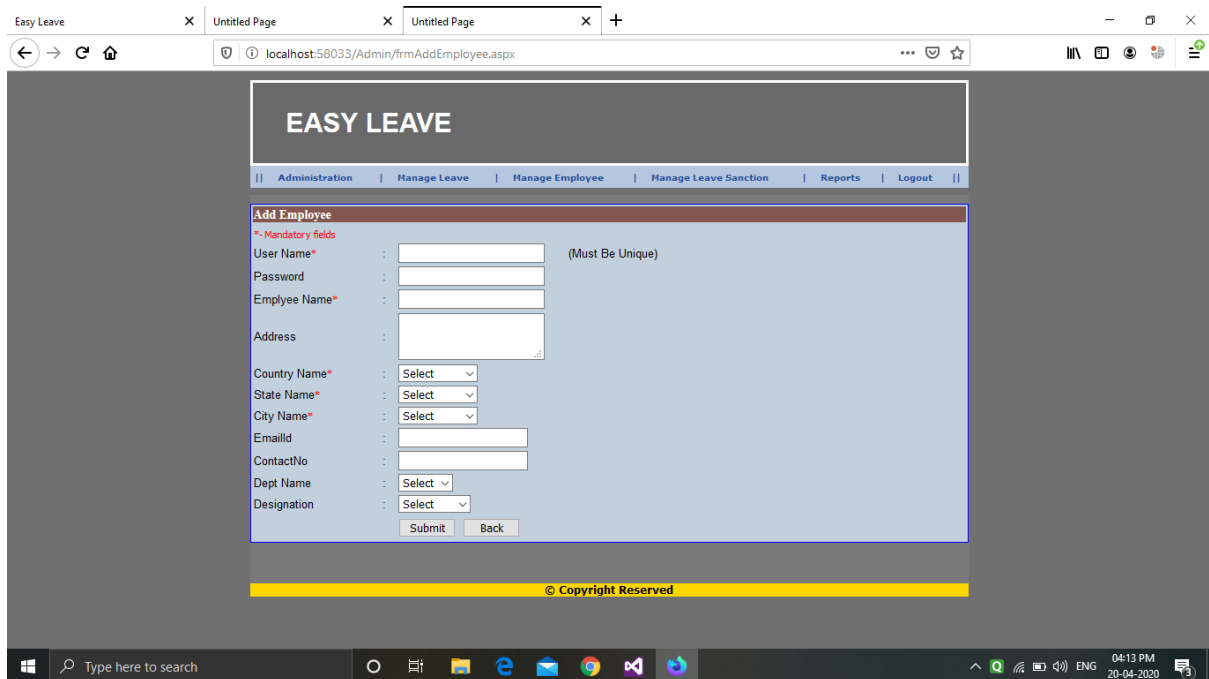 Easy Leave
Untitled Page
Untitled Page
localhost:58033/Admin/frmAddEmployee.aspx
EASY LEAVE
|| Administration | Manage Leave | Manage Employee | Manage Leave Sanction | Reports | Logout ||
Add Employee
*- Mandatory fields
User Name* : (Must Be Unique)
Password :
Emplyee Name* :
Address :
Country Name* : Select
State Name* : Select
City Name* : Select
EmailId :
ContactNo :
Dept Name : Select
Designation : Select
Submit Back
© Copyright Reserved
Type here to search
ENG
04:13 PM
20-04-2020
3